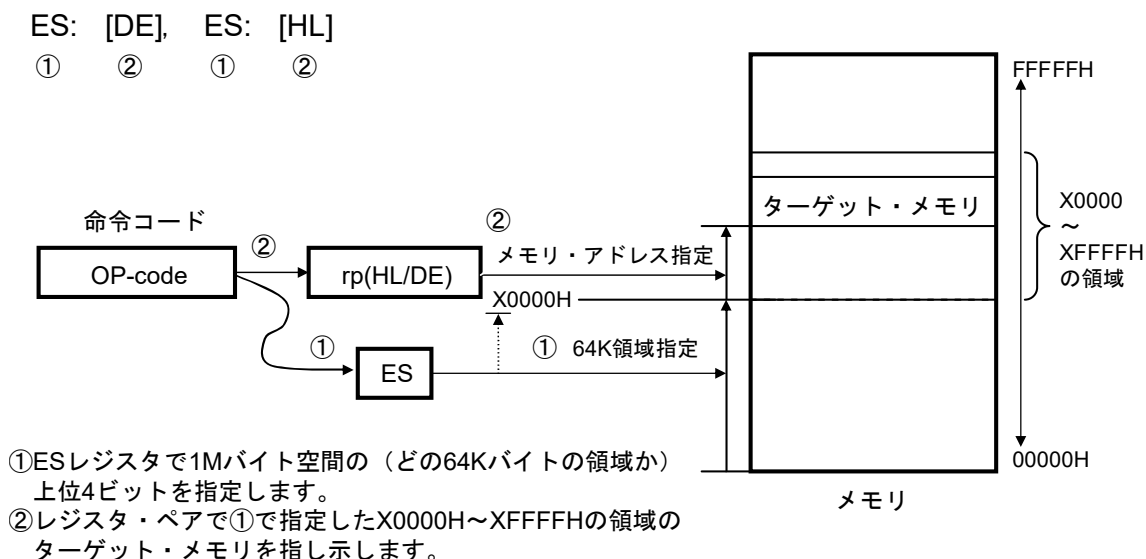 ES: [DE], ES: [HL]
① ② ① ②
FFFFFH
ターゲット・メモリ
X0000
~
XFFFFH
の領域
命令コード
②
②
OP-code
rp(HL/DE)
メモリ・アドレス指定
X0000H
①
ES
① 64K領域指定
00000H
メモリ
①ESレジスタで1Mバイト空間の（どの64Kバイトの領域か）
上位4ビットを指定します。
②レジスタ・ペアで①で指定したX0000H～XFFFFHの領域の
ターゲット・メモリを指し示します。